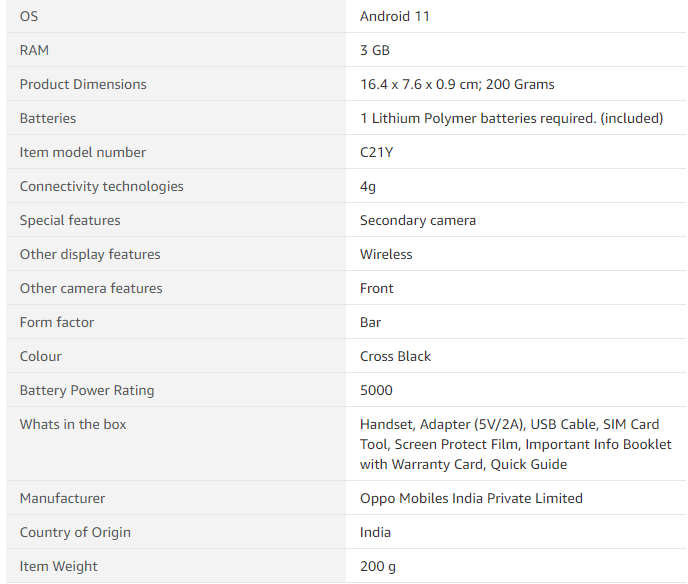 OS Android 11
RAM 3 GB
Product Dimensions 16.4 x 7.6 x 0.9 cm; 200 Grams
Batteries 1 Lithium Polymer batteries required. (included)
Item model number C21Y
Connectivity technologies 4g
Special features Secondary camera
Other display features Wireless
Other camera features Front
Form factor Bar
Colour Cross Black
Battery Power Rating 5000
Whats in the box Handset, Adapter (5V/2A), USB Cable, SIM Card
Tool, Screen Protect Film, Important Info Booklet
with Warranty Card, Quick Guide
Manufacturer Oppo Mobiles India Private Limited
Country of Origin India
Item Weight 200 g